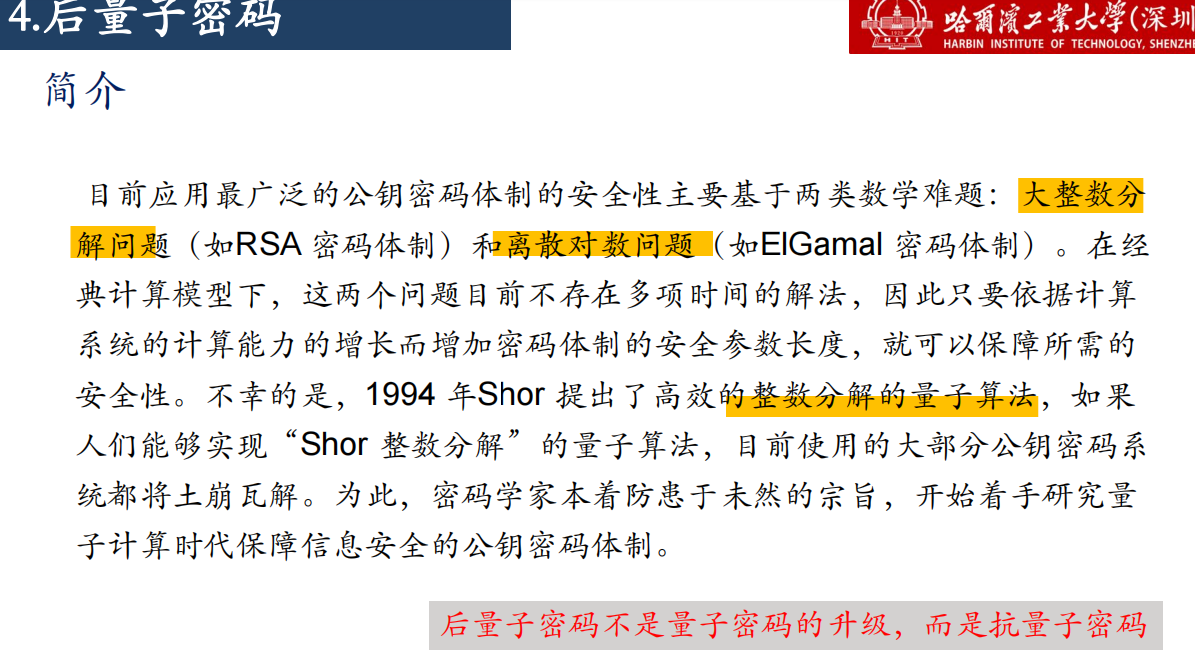 4.后量子密码
哈爾濱工業大學(深圳
HARBIN INSTITUTE OF TECHNOLOGY, SHENZHE
简介
目前应用最广泛的公钥密码体制的安全性主要基于两类数学难题：大整数分
解问题（如RSA 密码体制）和离散对数问题（如ElGamal 密码体制）。在经
典计算模型下，这两个问题目前不存在多项时间的解法，因此只要依据计算
系统的计算能力的增长而增加密码体制的安全参数长度，就可以保障所需的
安全性。不幸的是，1994 年Shor 提出了高效的整数分解的量子算法，如果
人们能够实现“Shor 整数分解”的量子算法，目前使用的大部分公钥密码系
统都将土崩瓦解。为此，密码学家本着防患于未然的宗旨，开始着手研究量
子计算时代保障信息安全的公钥密码体制。
后量子密码不是量子密码的升级，而是抗量子密码